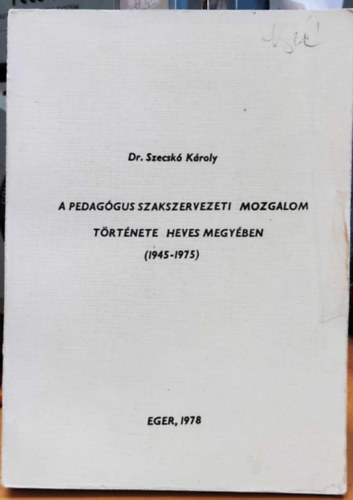 Dr. Szecskó Károly
A PEDAGÓGUS SZAKSZERVEZETI MOZGALOM
TÖRTÉNETE HEVES MEGYÉBEN
(1945-1975)
EGER, 1978